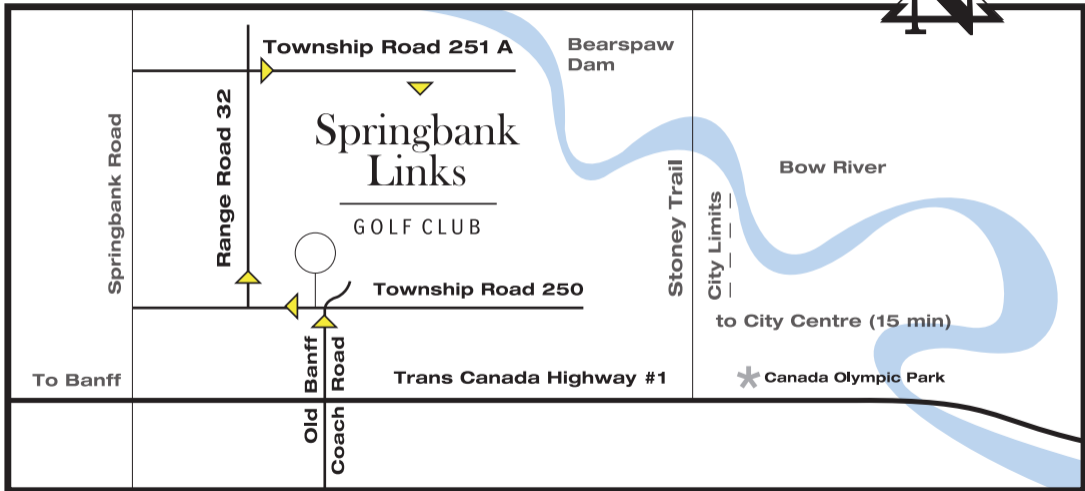 N
Township Road 251 A
Bearspaw
Dam
Springbank Road
Range Road 32
Springbank
Links
GOLF CLUB
Stoney Trail
City Limits
Bow River
Township Road 250
to City Centre (15 min)
To Banff
Old Banff
Coach Road
Trans Canada Highway #1
Canada Olympic Park